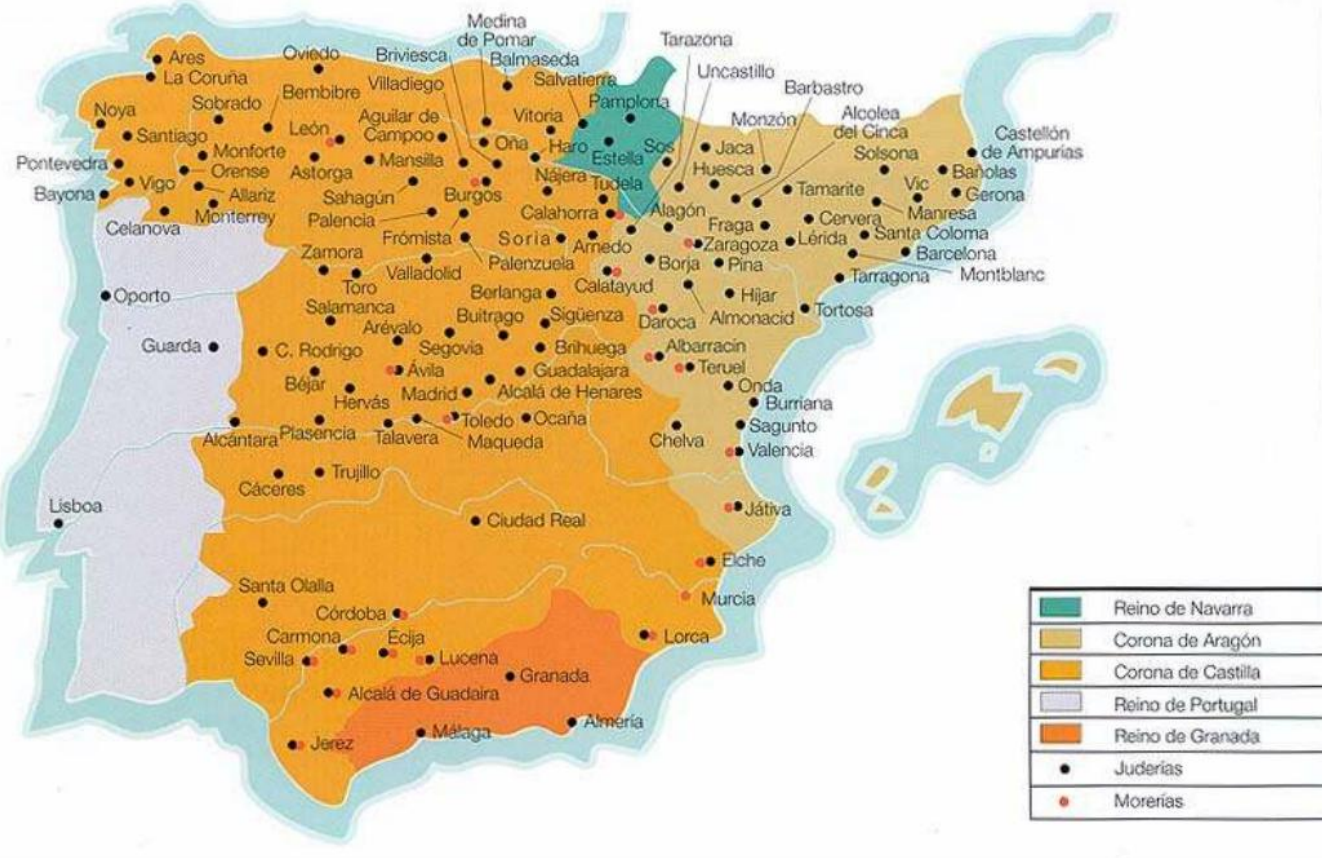 Medina
de Pomar
Tarazona
Ares
Oviedo
Briviesca
Balmaseda
Uncastillo
La Coruña
Villadiego
Salvatierra
Barbastro
Sobrado
Bembibre
Pamplona
Noya
León
Aguilar de
Campoo
Vitoria
Monzón
Alcolea
del Cinca
Castellón
de Ampurias
Santiago
Monforte
Oña
Haro
Estella
Sos
Jaca
Solsona
Pontevedra
Orense
Astorga
Mansilla
Nájera
Huesca
Bañolas
Bayona
Vigo
Allariz
Sahagún
Burgos
Tudela
Tamarite
Vic
Gerona
Monterrey
Palencia
Calahorra
Alagón
Fraga
Cervera
Manresa
Celanova
Frómista
Soria
Arnedo
Zaragoza
Lérida
Santa Coloma
Zamora
Valladolid
Palenzuela
Borja
Pina
Barcelona
Toro
Berlanga
Calatayud
Tarragona
Montblanc
Oporto
Salamanca
Buitrago
Sigüenza
Daroca
Híjar
Almonacid
Tortosa
Arévalo
Guarda
C. Rodrigo
Segovia
Brihuega
Albarracín
Béjar
Ávila
Guadalajara
Teruel
Hervás
Madrid
Alcalá de Henares
Onda
Burriana
Alcántara
Plasencia
Talavera
Toledo
Ocaña
Maqueda
Chelva
Sagunto
Valencia
Cáceres
Trujillo
Lisboa
Ciudad Real
Játiva
Elche
Santa Olalla
Murcia
Córdoba
Carmona
Écija
Lorca
Sevilla
Lucena
Granada
Alcalá de Guadaira
Almería
Málaga
Jerez
Reino de Navarra
Corona de Aragón
Corona de Castilla
Reino de Portugal
Reino de Granada
Juderías
Morerías